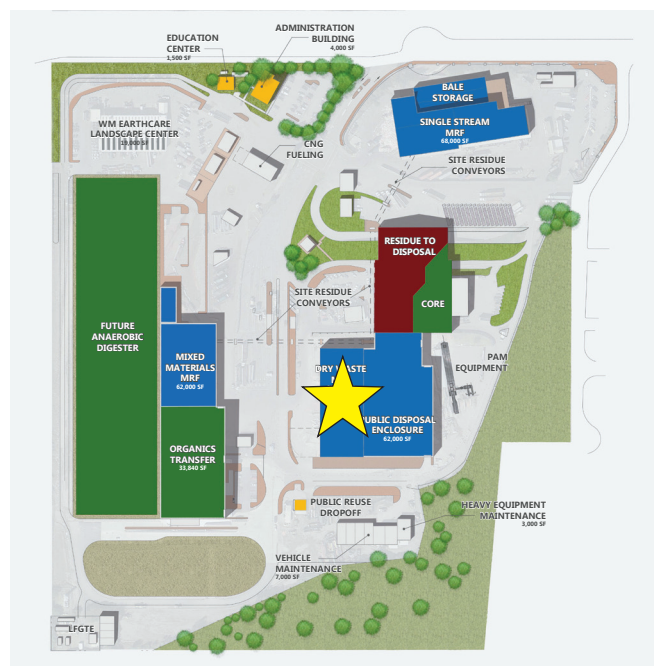 ADMINISTRATION
BUILDING
4,000 SF
EDUCATION
CENTER
1,500 SF
BALE
STORAGE
SINGLE STREAM
MRF
68,000 SF
WM EARTHCARE
LANDSCAPE CENTER
CNG
FUELING
SITE RESIDUE
CONVEYORS
RESIDUE TO
DISPOSAL
CORE
SITE RESIDUE
CONVEYORS
FUTURE
ANAEROBIC
DIGESTER
MIXED
MATERIALS
MRF
62,000 SF
DRY WASTE
PAM
EQUIPMENT
PUBLIC DISPOSAL
ENCLOSURE
62,000 SF
ORGANICS
TRANSFER
33,840 SF
PUBLIC REUSE
DROPOFF
HEAVY EQUIPMENT
MAINTENANCE
3,000 SF
VEHICLE
MAINTENANCE
7,000 SF
LFGTE